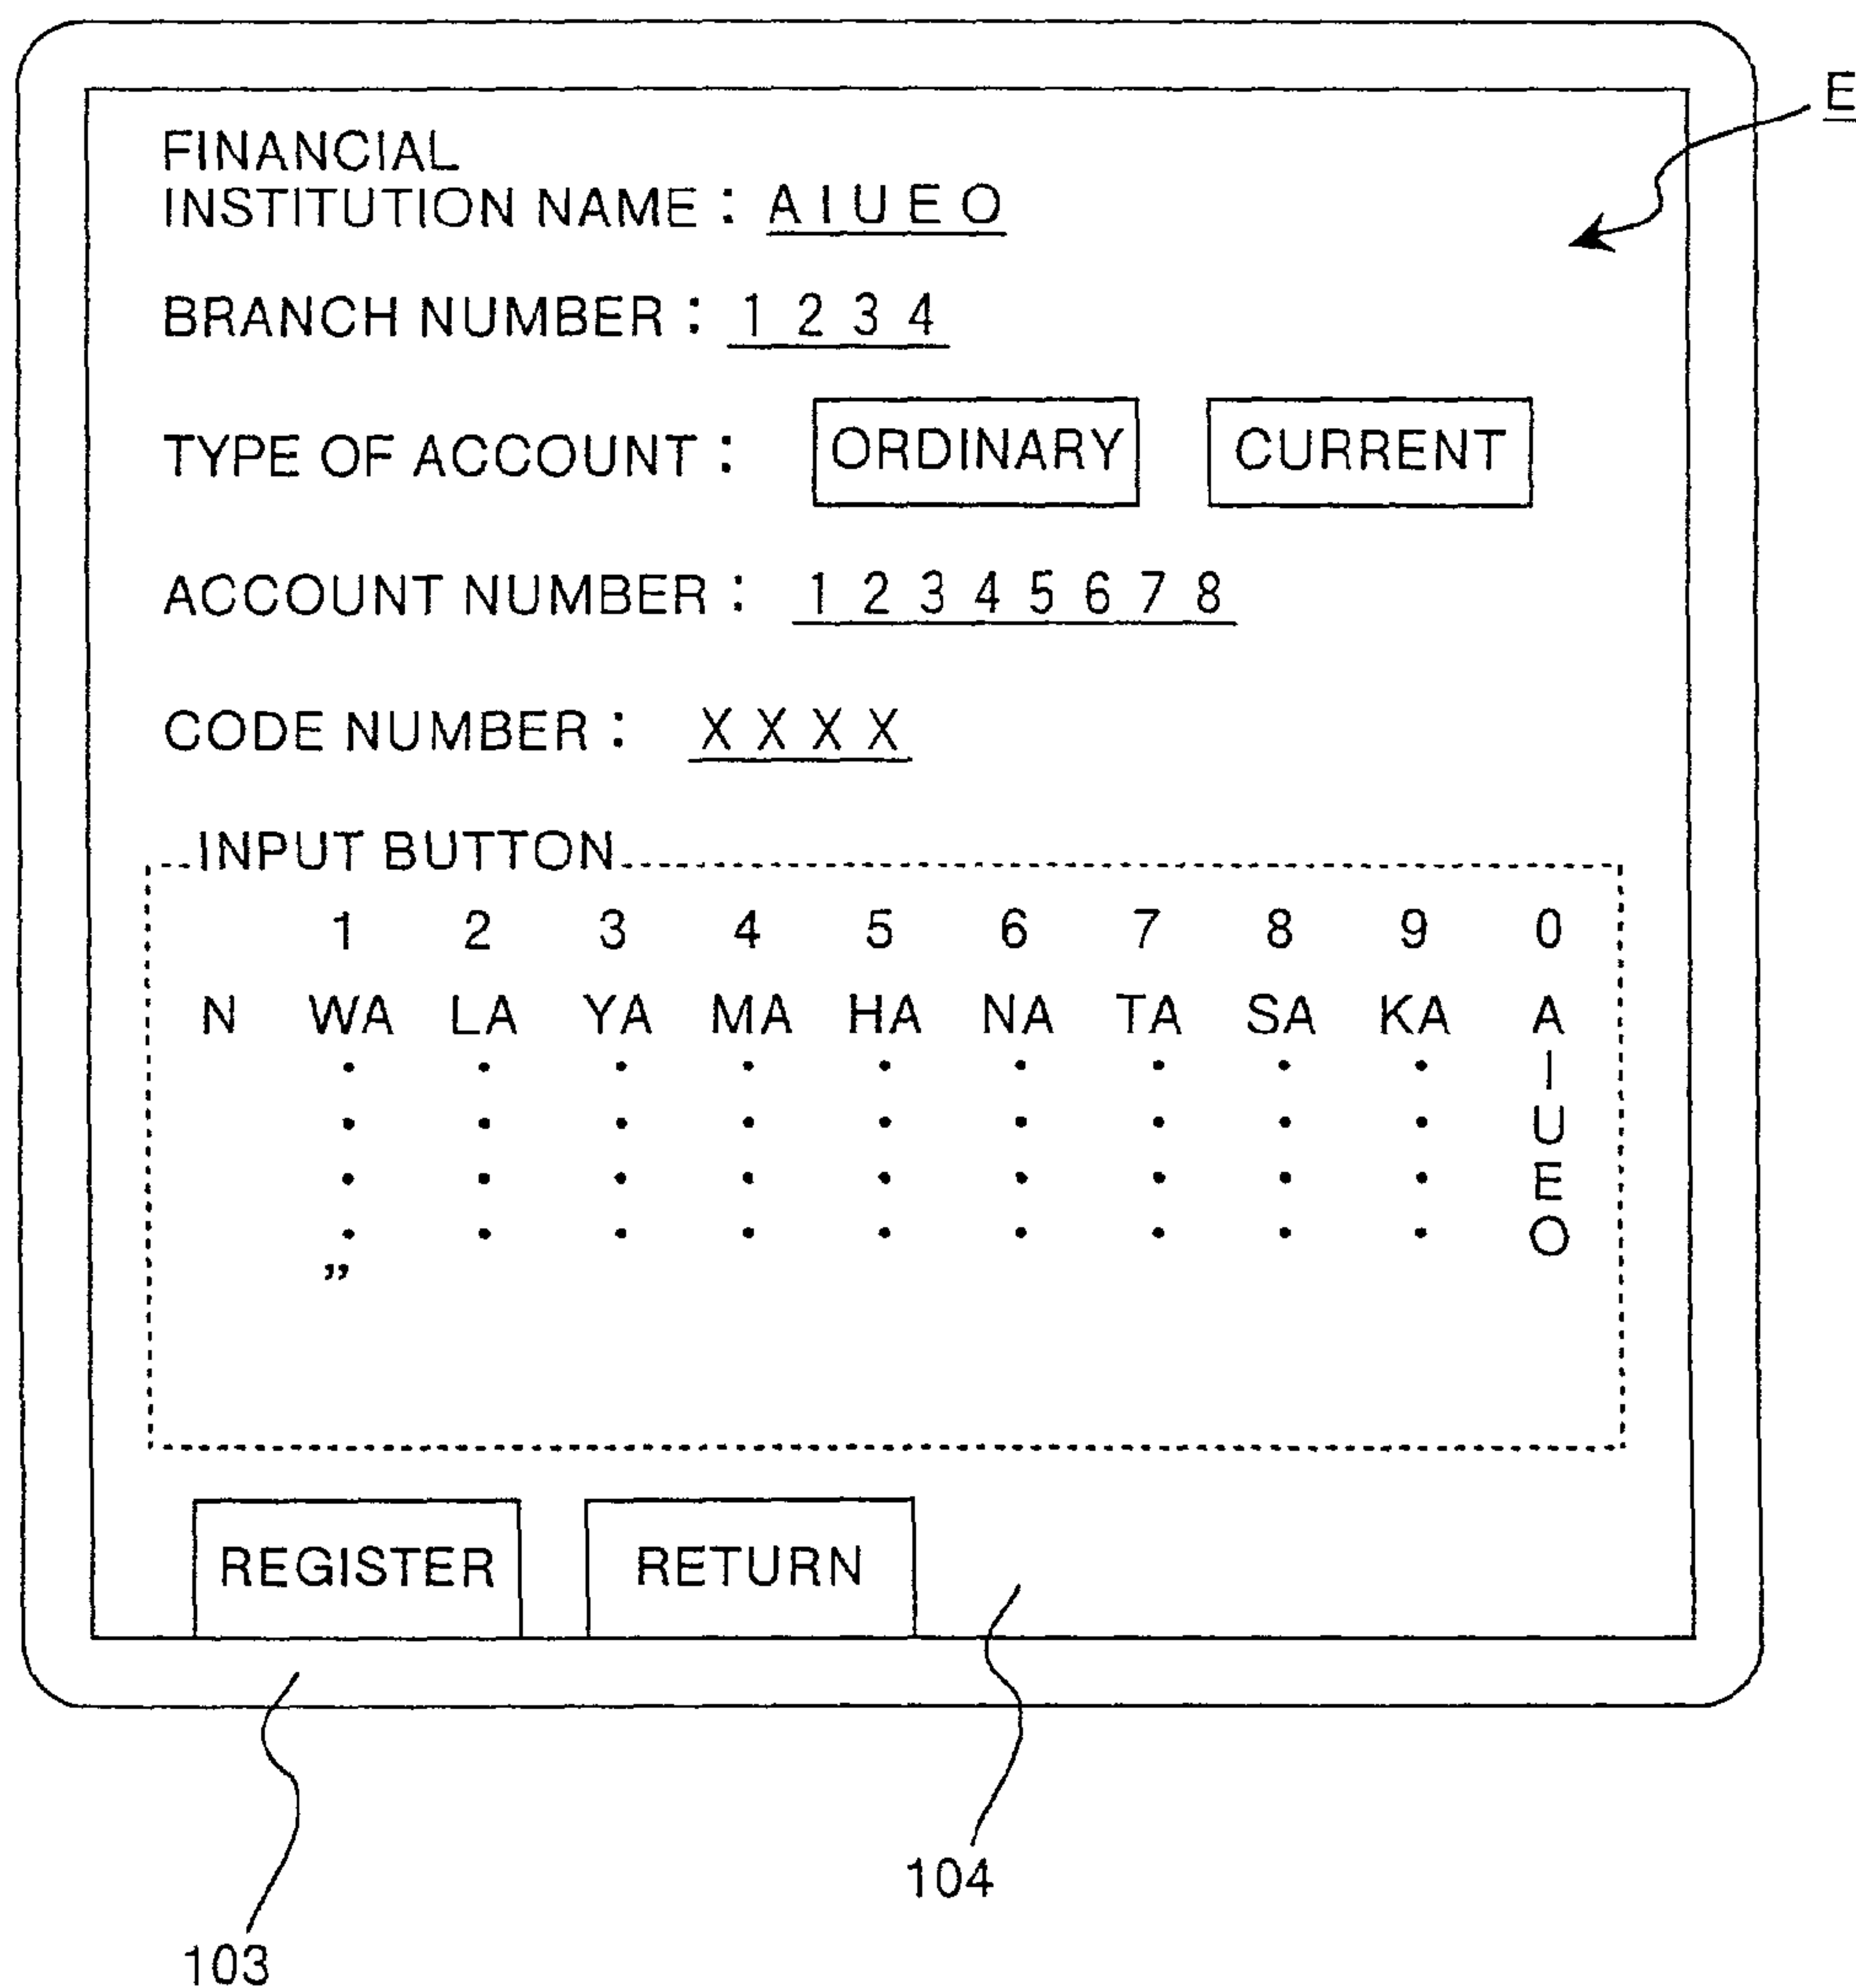 E
FINANCIAL
INSTITUTION NAME : A I U E O
BRANCH NUMBER : 1 2 3 4
TYPE OF ACCOUNT : ORDINARY CURRENT
ACCOUNT NUMBER : 1 2 3 4 5 6 7 8
CODE NUMBER : X X X X
INPUT BUTTON
1 2 3 4 5 6 7 8 9 0
N WA LA YA MA HA NA TA SA KA A
• • • • • • • • • I
• • • • • • • • • U
• • • • • • • • • E
• • • • • • • • • O
”
REGISTER RETURN
104
103